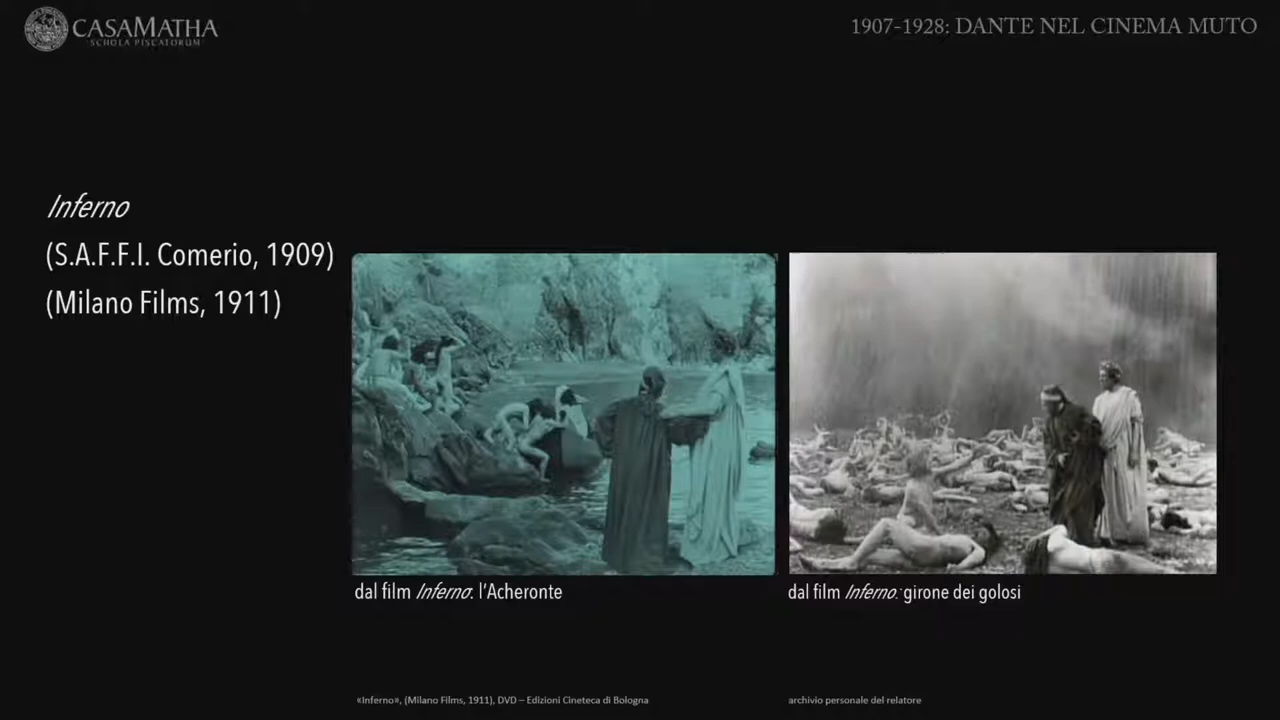 CASAMATHA
SCHOLA PISCATORUM
1907-1928: DANTE NEL CINEMA MUTO
Inferno
(S.A.F.F.I. Comerio, 1909)
(Milano Films, 1911)
dal film Inferno: l'Acheronte
dal film Inferno: girone dei golosi
«Inferno», (Milano Films, 1911), DVD – Edizioni Cineteca di Bologna
archivio personale del relatore